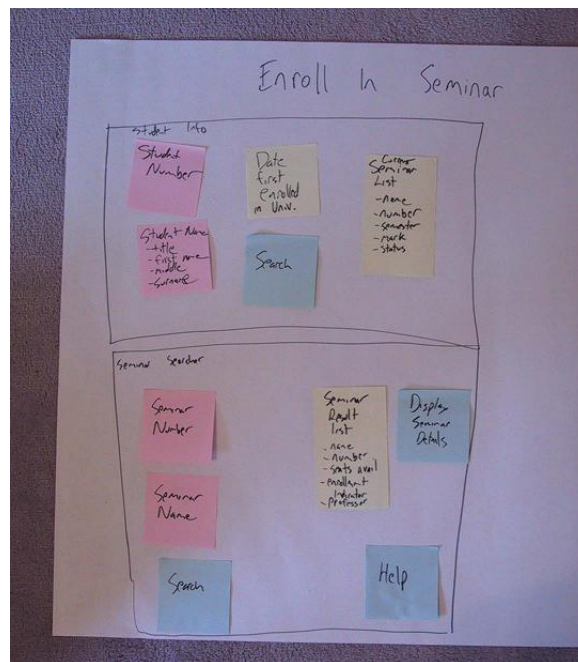 Enroll In Seminar
Student Info
Student
Number
Date
first
enrolled
in Univ.
Seminar
List
-name
-number
-semester
-mark
-status
Student Name
-title
-first name
-middle
-surname
Search
Seminar Searcher
Seminar
Number
Seminar
Result
list
-name
-number
-seats avail
-enrollment
Indicator
-professor
Display
Seminar
Details
Seminar
Name
Search
Help